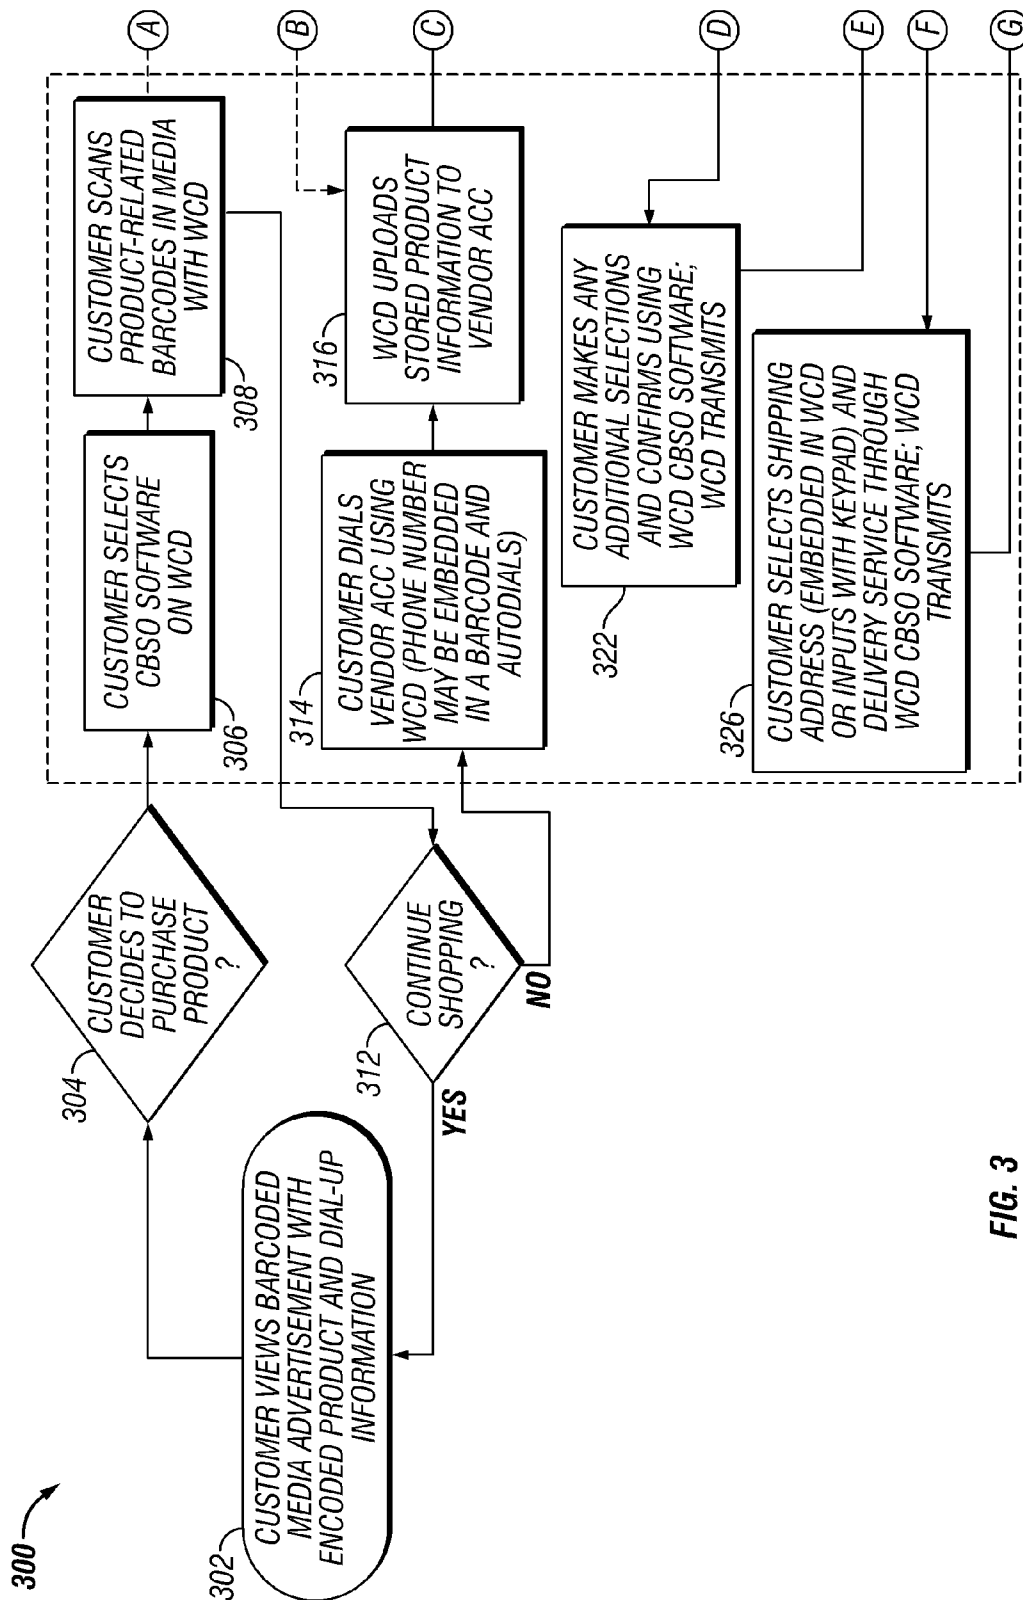 300
302
CUSTOMER VIEWS BARCODED
MEDIA ADVERTISEMENT WITH
ENCODED PRODUCT AND DIAL-UP
INFORMATION
304
CUSTOMER
DECIDES TO
PURCHASE
PRODUCT
?
306
CUSTOMER SELECTS
CBSO SOFTWARE
ON WCD
308
CUSTOMER SCANS
PRODUCT-RELATED
BARCODES IN MEDIA
WITH WCD
A
312
CONTINUE
SHOPPING
?
YES
NO
314
CUSTOMER DIALS
VENDOR ACC USING
WCD (PHONE NUMBER
MAY BE EMBEDDED
IN A BARCODE AND
AUTODIALS)
316
WCD UPLOADS
STORED PRODUCT
INFORMATION TO
VENDOR ACC
B
C
322
CUSTOMER MAKES ANY
ADDITIONAL SELECTIONS
AND CONFIRMS USING
WCD CBSO SOFTWARE;
WCD TRANSMITS
D
E
326
CUSTOMER SELECTS SHIPPING
ADDRESS (EMBEDDED IN WCD
OR INPUTS WITH KEYPAD) AND
DELIVERY SERVICE THROUGH
WCD CBSO SOFTWARE; WCD
TRANSMITS
F
G
FIG. 3